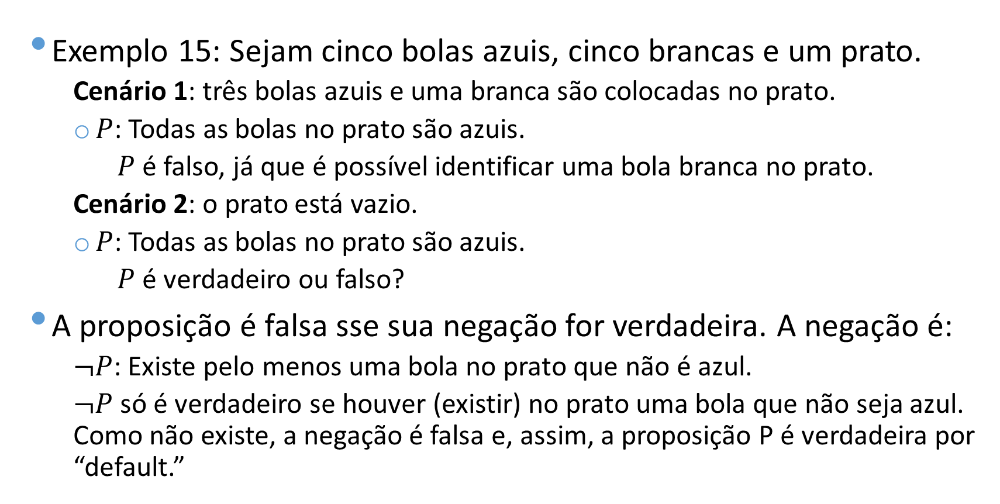 • Exemplo 15: Sejam cinco bolas azuis, cinco brancas e um prato.
Cenário 1: três bolas azuis e uma branca são colocadas no prato.
○ P: Todas as bolas no prato são azuis.
P é falso, já que é possível identificar uma bola branca no prato.
Cenário 2: o prato está vazio.
○ P: Todas as bolas no prato são azuis.
P é verdadeiro ou falso?
• A proposição é falsa sse sua negação for verdadeira. A negação é:
¬P: Existe pelo menos uma bola no prato que não é azul.
¬P só é verdadeiro se houver (existir) no prato uma bola que não seja azul.
Como não existe, a negação é falsa e, assim, a proposição P é verdadeira por
“default.”